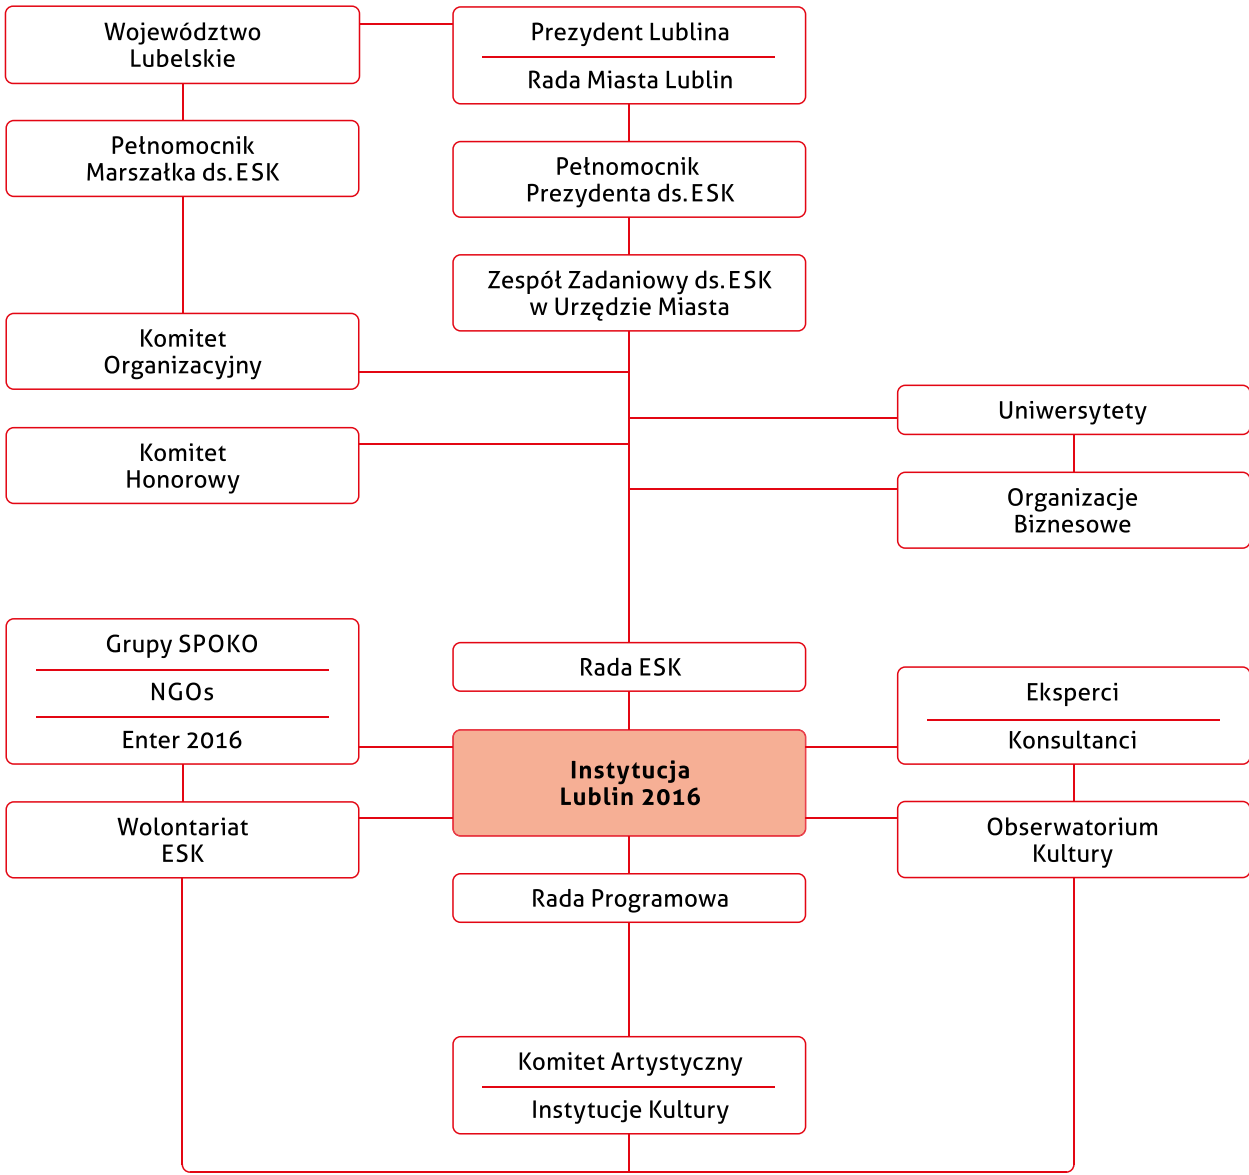 Województwo
Lubelskie
Prezydent Lublina
Rada Miasta Lublin
Pełnomocnik
Marszałka ds. ESK
Pełnomocnik
Prezydenta ds. ESK
Zespół Zadaniowy ds. ESK
w Urzędzie Miasta
Komitet
Organizacyjny
Uniwersytety
Komitet
Honorowy
Organizacje
Biznesowe
Grupy SPOKO
NGOs
Enter 2016
Rada ESK
Eksperci
Konsultanci
Instytucja
Lublin 2016
Wolontariat
ESK
Obserwatorium
Kultury
Rada Programowa
Komitet Artystyczny
Instytucje Kultury